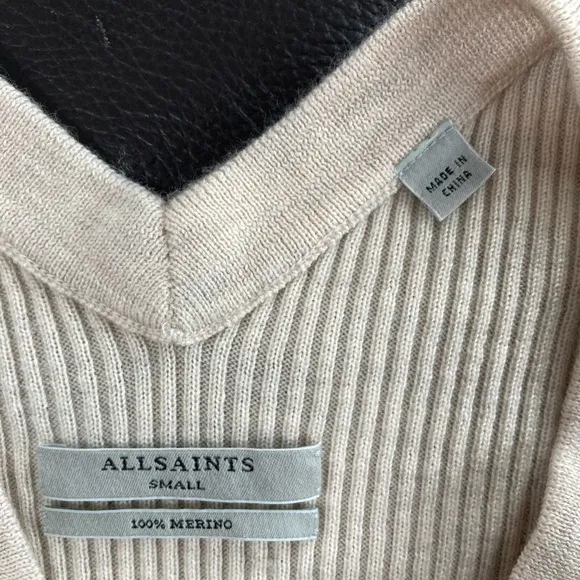 MADE IN
CHINA
ALLSAINTS
SMALL
100% MERINO